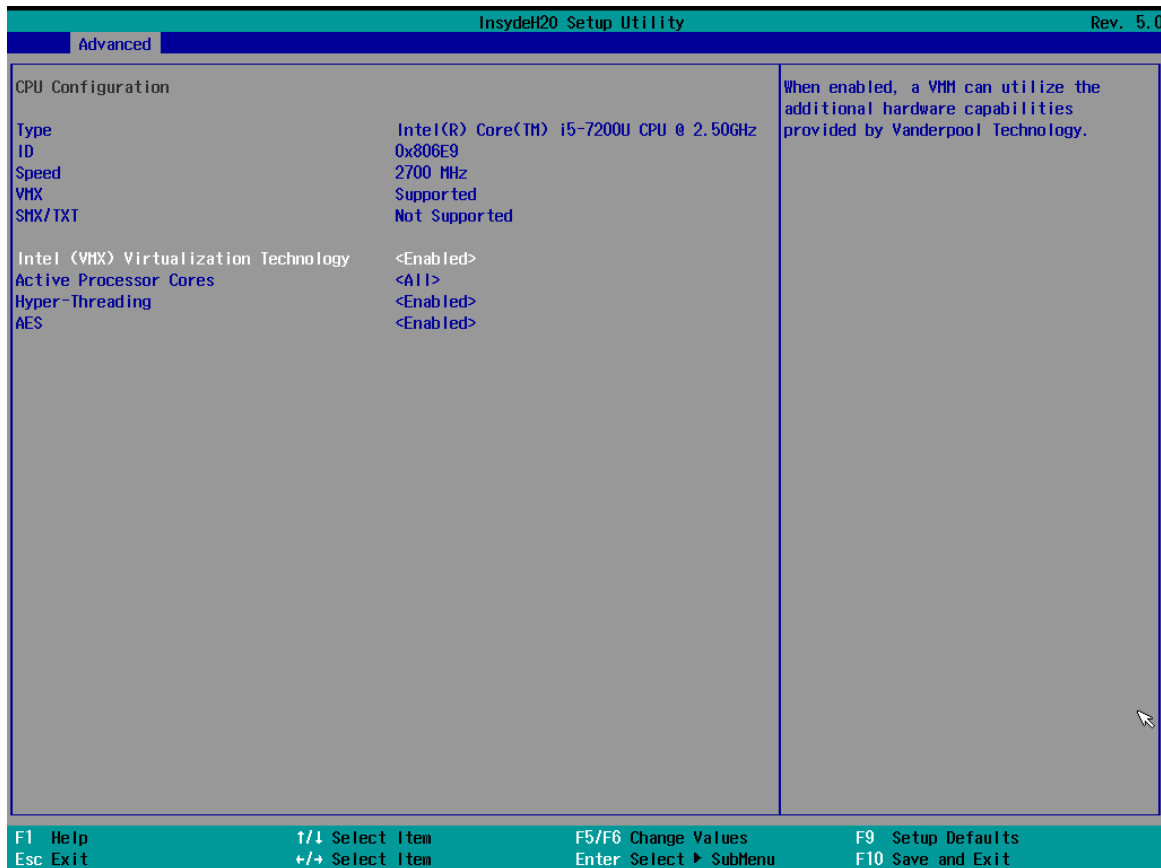 InsydeH20 Setup Utility Rev. 5.0
Advanced
CPU Configuration
Type Intel(R) Core(TM) i5-7200U CPU @ 2.50GHz
ID 0x806E9
Speed 2700 MHz
VMX Supported
SMX/TXT Not Supported
Intel (VMX) Virtualization Technology <Enabled>
Active Processor Cores <All>
Hyper-Threading <Enabled>
AES <Enabled>
When enabled, a VMM can utilize the
additional hardware capabilities
provided by Vanderpool Technology.
F1 Help ↑/↓ Select Item F5/F6 Change Values F9 Setup Defaults
Esc Exit ←/→ Select Item Enter Select ▶ SubMenu F10 Save and Exit